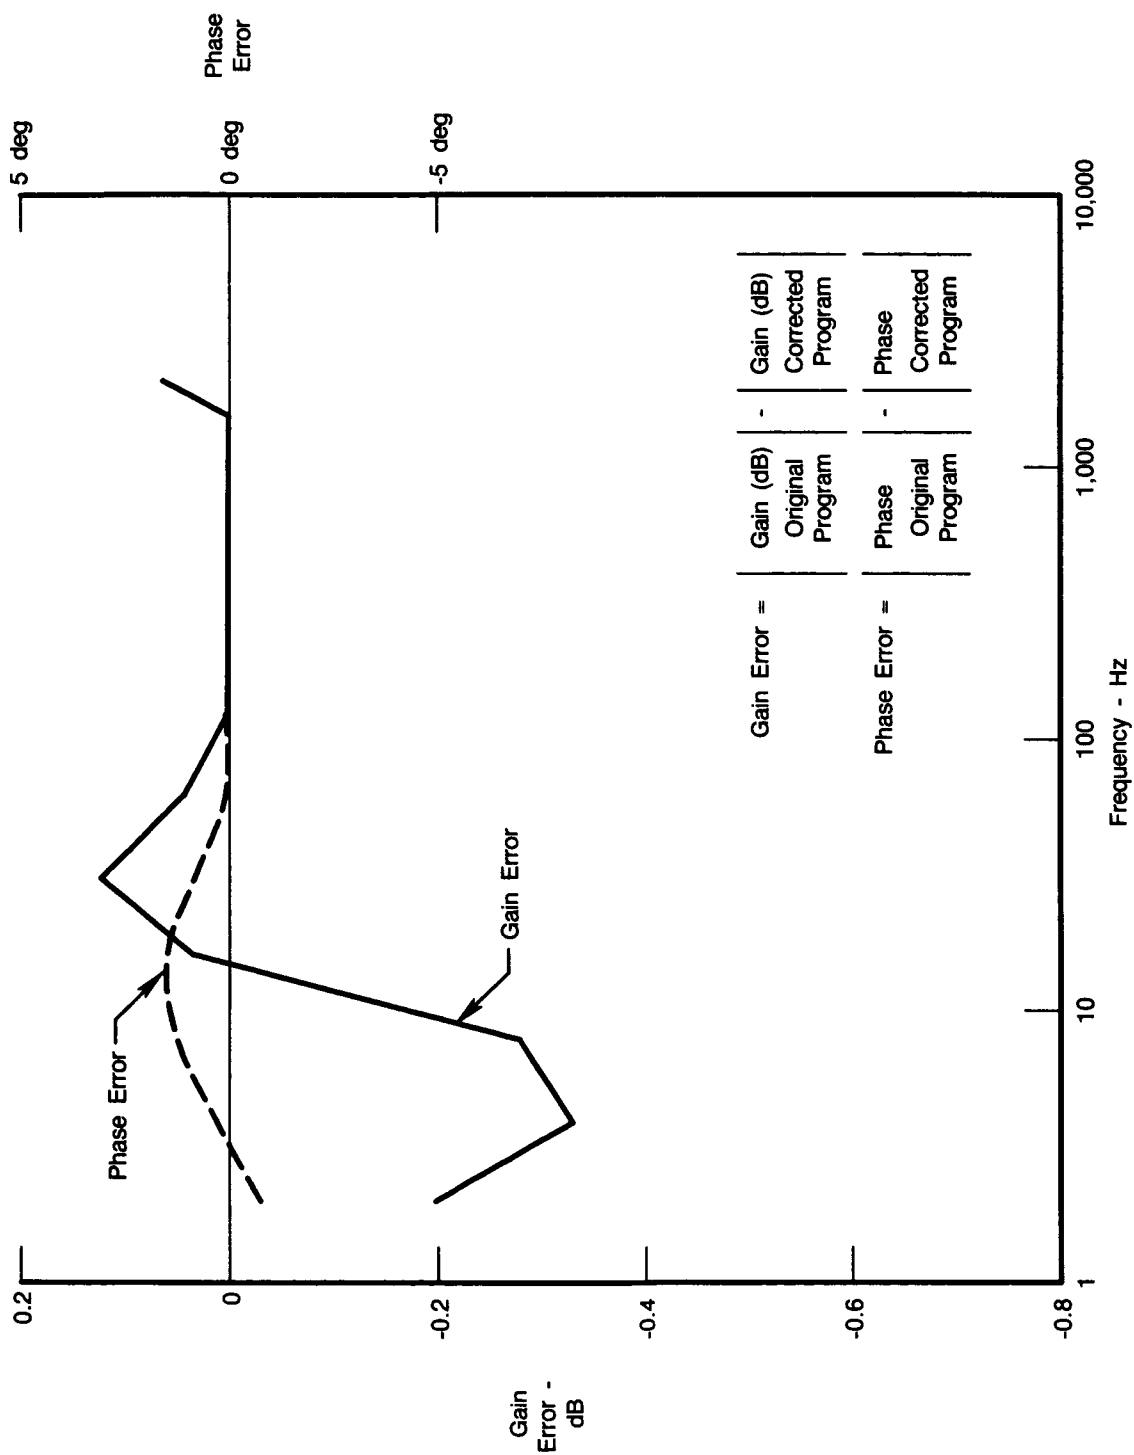 Phase
Error
5 deg
0 deg
-5 deg
0.2
0
-0.2
-0.4
-0.6
-0.8
Gain
Error -
dB
Phase Error
Gain Error
Gain Error = | Gain (dB) | - | Gain (dB) |
Original Corrected
Program Program
Phase Error = | Phase | - | Phase |
Original Corrected
Program Program
1 10 100 1,000 10,000
Frequency - Hz